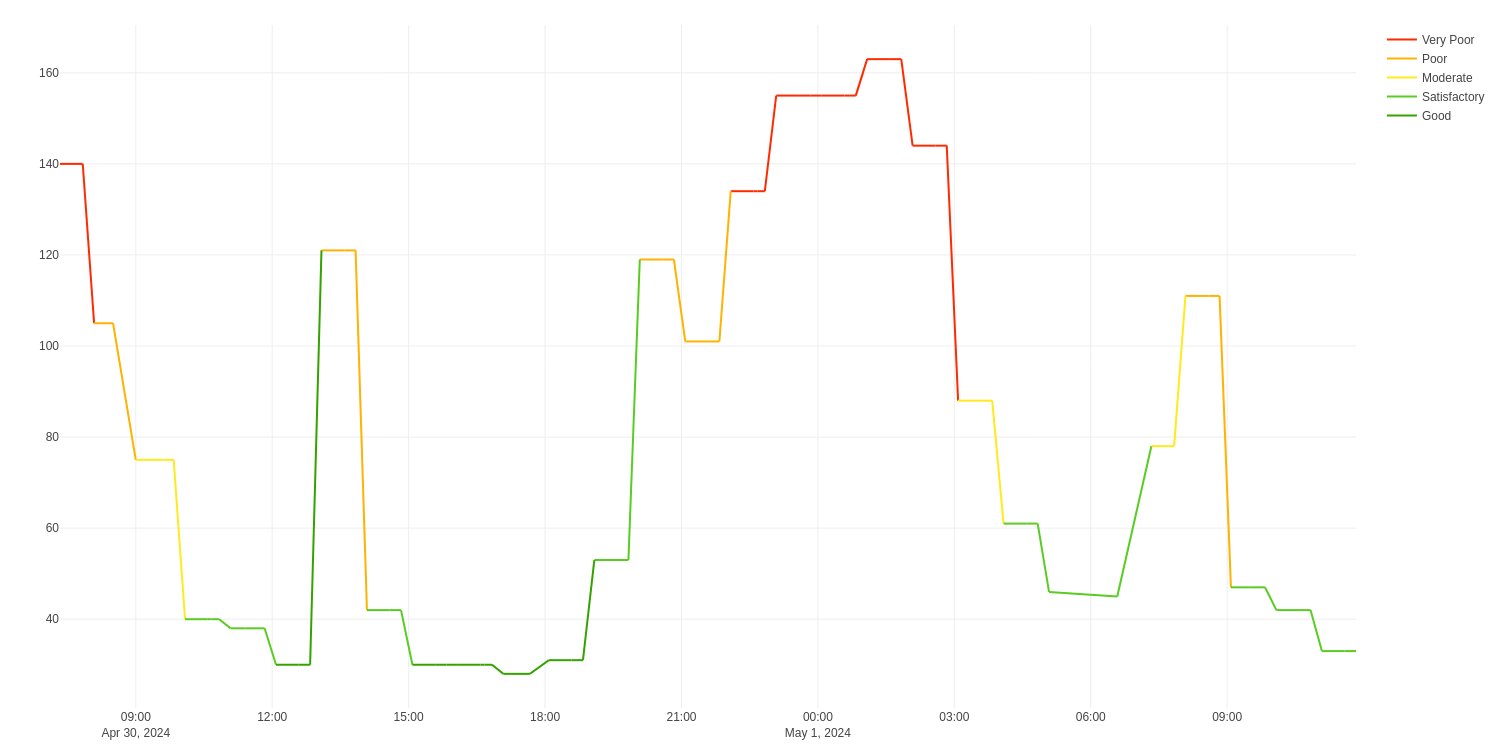 160
140
120
100
80
60
40
09:00
12:00
15:00
18:00
21:00
00:00
03:00
06:00
09:00
Apr 30, 2024
May 1, 2024
Very Poor
Poor
Moderate
Satisfactory
Good